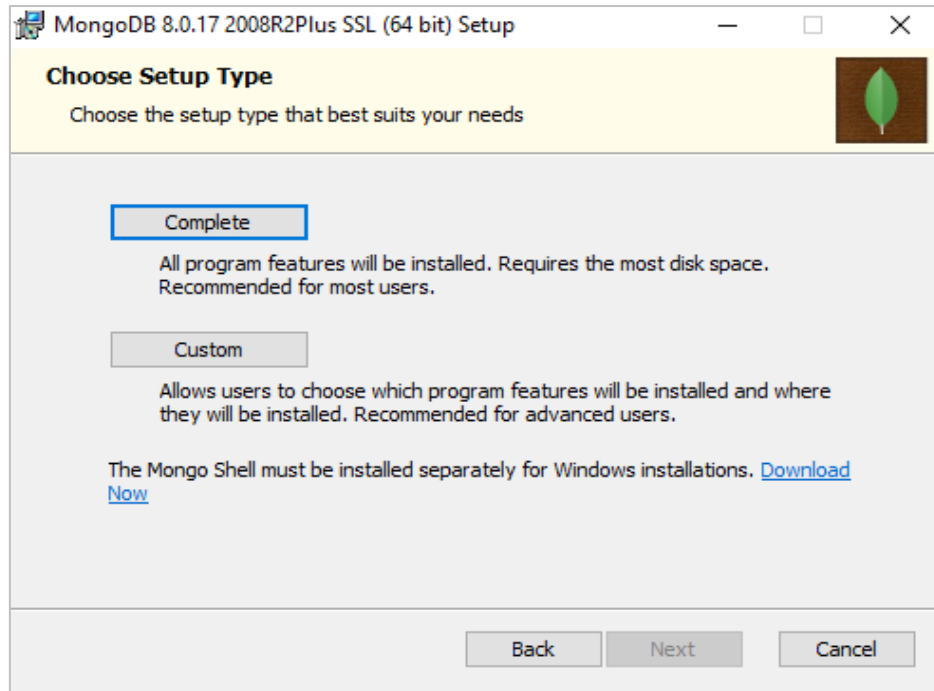 MongoDB 8.0.17 2008R2Plus SSL (64 bit) Setup
Choose Setup Type
Choose the setup type that best suits your needs
Complete
All program features will be installed. Requires the most disk space.
Recommended for most users.
Custom
Allows users to choose which program features will be installed and where
they will be installed. Recommended for advanced users.
The Mongo Shell must be installed separately for Windows installations. Download
Now
Back Next Cancel